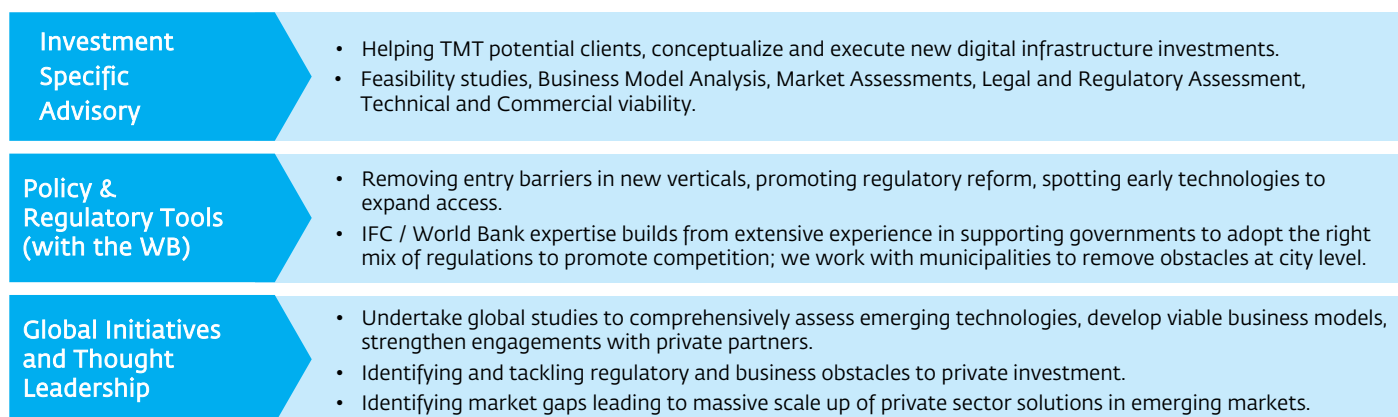 Investment
Specific
Advisory
• Helping TMT potential clients, conceptualize and execute new digital infrastructure investments.
• Feasibility studies, Business Model Analysis, Market Assessments, Legal and Regulatory Assessment,
Technical and Commercial viability.
Policy &
Regulatory Tools
(with the WB)
• Removing entry barriers in new verticals, promoting regulatory reform, spotting early technologies to
expand access.
• IFC / World Bank expertise builds from extensive experience in supporting governments to adopt the right
mix of regulations to promote competition; we work with municipalities to remove obstacles at city level.
Global Initiatives
and Thought
Leadership
• Undertake global studies to comprehensively assess emerging technologies, develop viable business models,
strengthen engagements with private partners.
• Identifying and tackling regulatory and business obstacles to private investment.
• Identifying market gaps leading to massive scale up of private sector solutions in emerging markets.